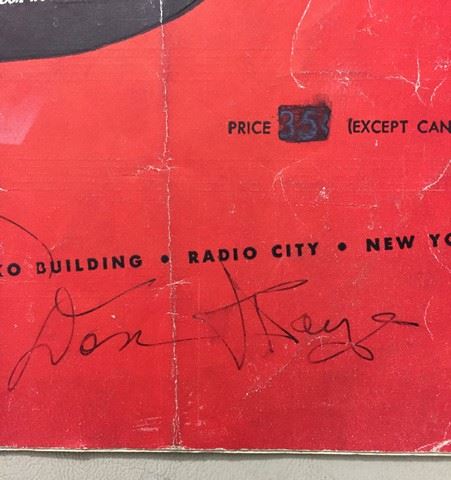 PRICE 35¢ (EXCEPT CAN
KO BUILDING • RADIO CITY • NEW YO
Don